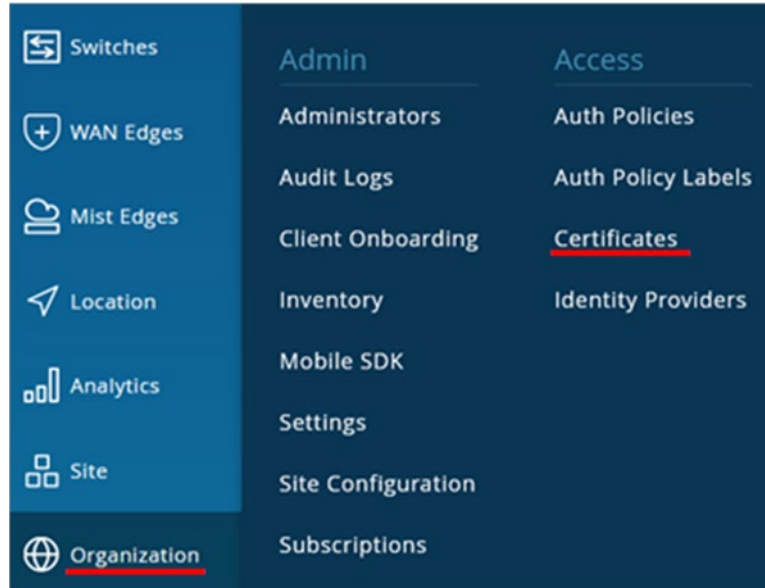 Switches
WAN Edges
Mist Edges
Location
Analytics
Site
Organization
Admin
Administrators
Audit Logs
Client Onboarding
Inventory
Mobile SDK
Settings
Site Configuration
Subscriptions
Access
Auth Policies
Auth Policy Labels
Certificates
Identity Providers